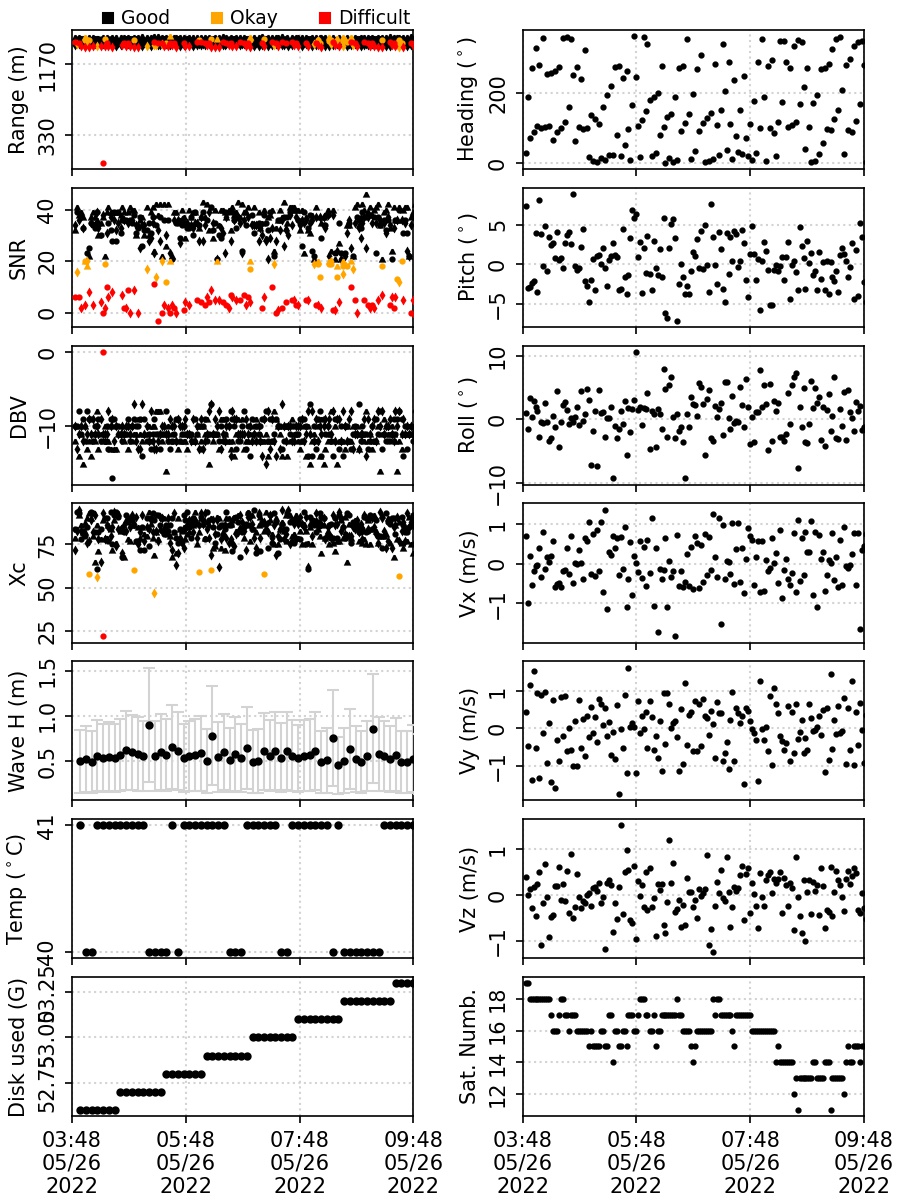 Good Okay Difficult
Range (m)
1170
330
Heading (°)
200
0
SNR
40
20
0
Pitch (°)
5
0
−5
DBV
0
−10
Roll (°)
10
0
−10
Xc
75
50
25
Vx (m/s)
1
0
−1
Wave H (m)
1.5
1.0
0.5
Vy (m/s)
1
0
−1
Temp (°C)
41
40
Vz (m/s)
1
0
−1
Disk used (G)
53.25
53.00
52.75
Sat. Numb.
18
16
14
12
03:48 05:48 07:48 09:48
05/26 05/26 05/26 05/26
2022 2022 2022 2022
03:48 05:48 07:48 09:48
05/26 05/26 05/26 05/26
2022 2022 2022 2022